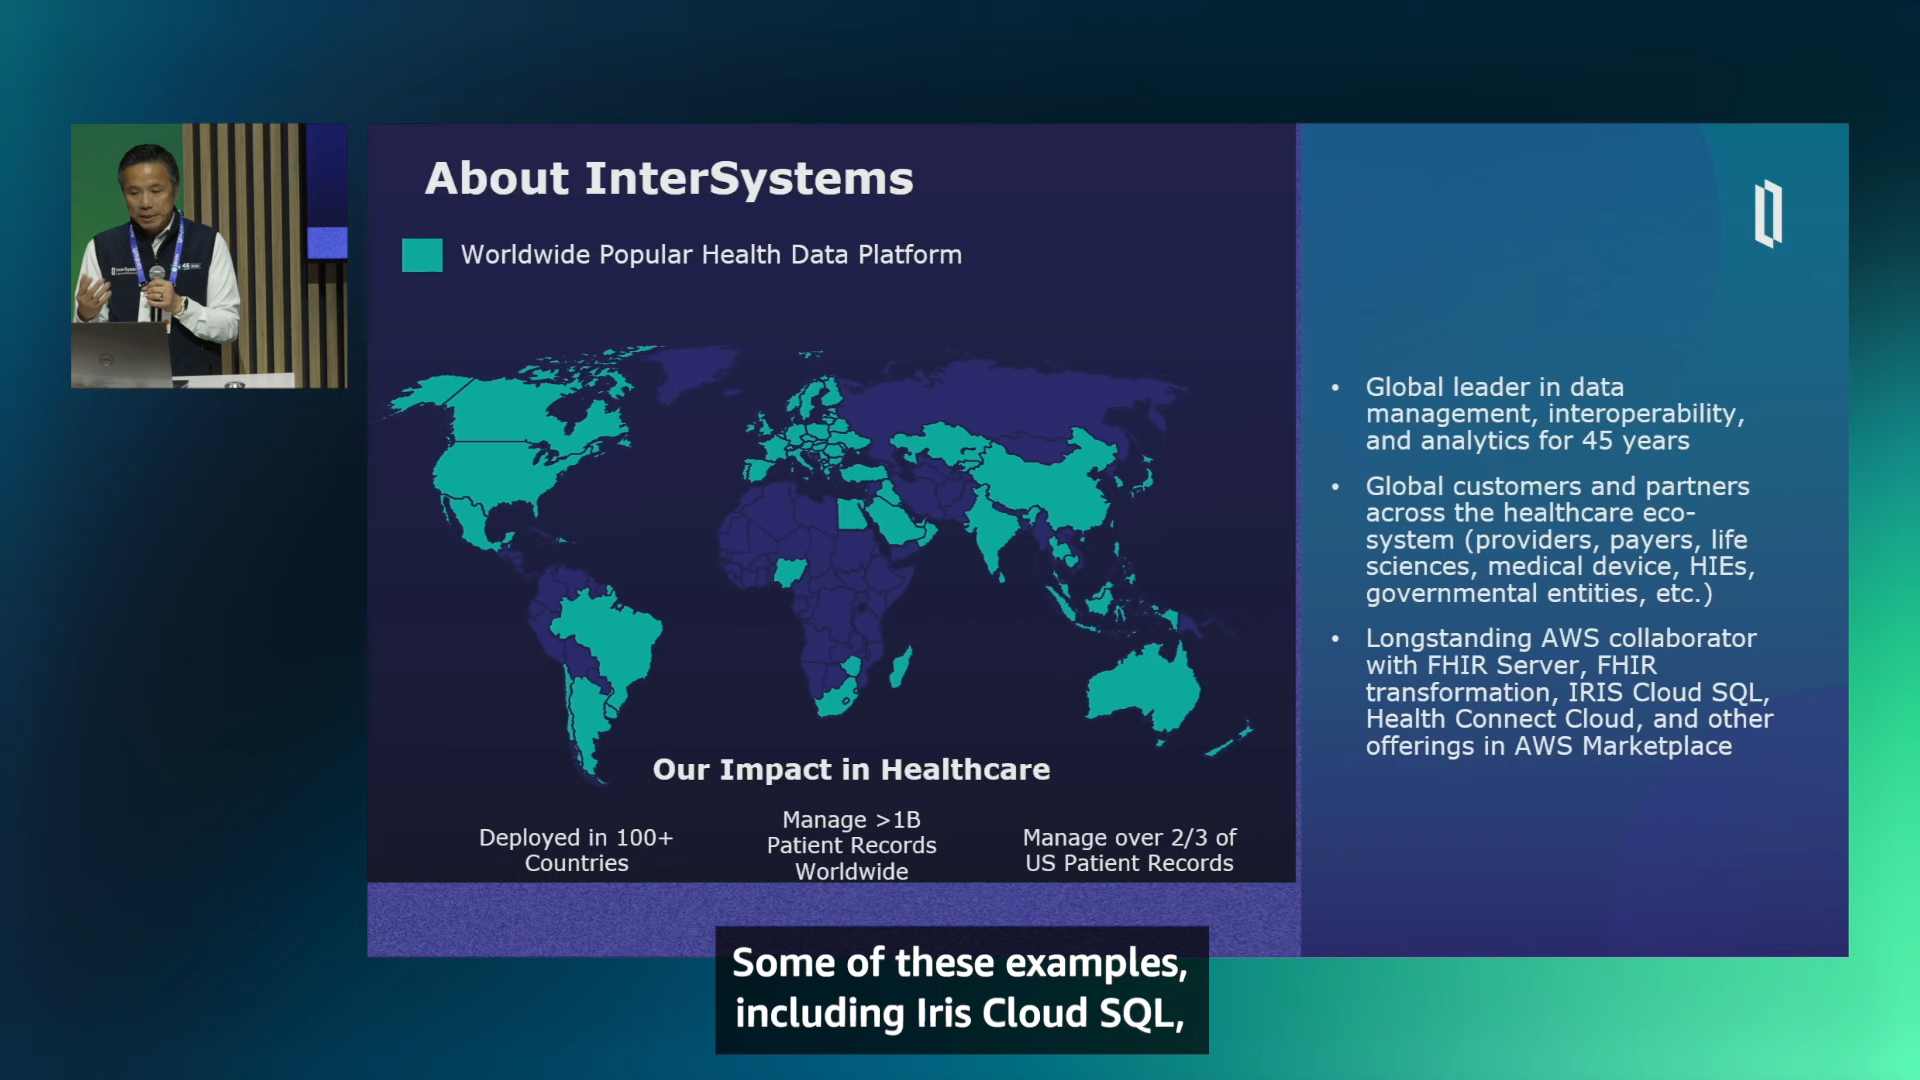 About InterSystems
Worldwide Popular Health Data Platform
Our Impact in Healthcare
Deployed in 100+
Countries
Manage >1B
Patient Records
Worldwide
Manage over 2/3 of
US Patient Records
• Global leader in data
management, interoperability,
and analytics for 45 years
• Global customers and partners
across the healthcare eco-
system (providers, payers, life
sciences, medical device, HIEs,
governmental entities, etc.)
• Longstanding AWS collaborator
with FHIR Server, FHIR
transformation, IRIS Cloud SQL,
Health Connect Cloud, and other
offerings in AWS Marketplace
Some of these examples,
including Iris Cloud SQL,